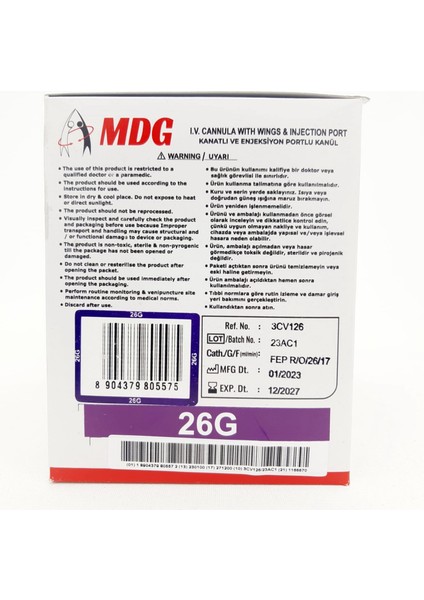 MDG
I.V. CANNULA WITH WINGS & INJECTION PORT
KANATLI VE ENJEKSİYON PORTLU KANÜL
WARNING / UYARI
• The use of this product is restricted to a
qualified doctor or a paramedic.
• The product should be used according to the
instructions for use.
• Store in dry & cool place. Do not expose to heat
or direct sunlight.
• The product should not be reprocessed.
• Visually inspect and carefully check the product
and packaging before use because Improper
transport and handling may cause structural and
/ or functional damage to device or packaging.
• The product is non-toxic, sterile & non-pyrogenic
till the package has not been opened or
damaged.
• Do not clean or resterilise the product after
opening the packet.
• The product should be used immediately after
opening the package.
• Perform routine monitoring & venipuncture site
maintenance according to medical norms.
• Discard after use.
• Bu ürünün kullanımı kalifiye bir doktor veya
sağlık görevlisi ile sınırlıdır.
• Ürün kullanma talimatına göre kullanılmalıdır.
• Kuru ve serin yerde saklayınız. Isıya veya
doğrudan güneş ışığına maruz bırakmayın.
• Ürün yeniden işlenmemelidir.
• Ürünü ve ambalajı kullanmadan önce görsel
olarak inceleyin ve dikkatlice kontrol edin,
çünkü uygun olmayan nakliye ve kullanım,
cihazda veya ambalajda yapısal ve/veya işlevsel
hasara neden olabilir.
• Ürün, ambalajı açılmadan veya hasar
görmedikçe toksik değildir, sterildir ve pirojenik
değildir.
• Paketi açtıktan sonra ürünü temizlemeyin veya
eski haline getirmeyin.
• Ürün ambalajı açıldıktan hemen sonra
kullanılmalıdır.
• Tıbbi normlara göre rutin izleme ve damar giriş
yeri bakımını gerçekleştirin.
• Kullandıktan sonra atın.
26G
26G
26G
26G
8 904379 805575
Ref. No. : 3CV126
LOT /Batch No. : 23AC1
Cath./G/F(ml/min): FEP R/O/26/17
MFG Dt. : 01/2023
EXP. Dt. : 12/2027
26G